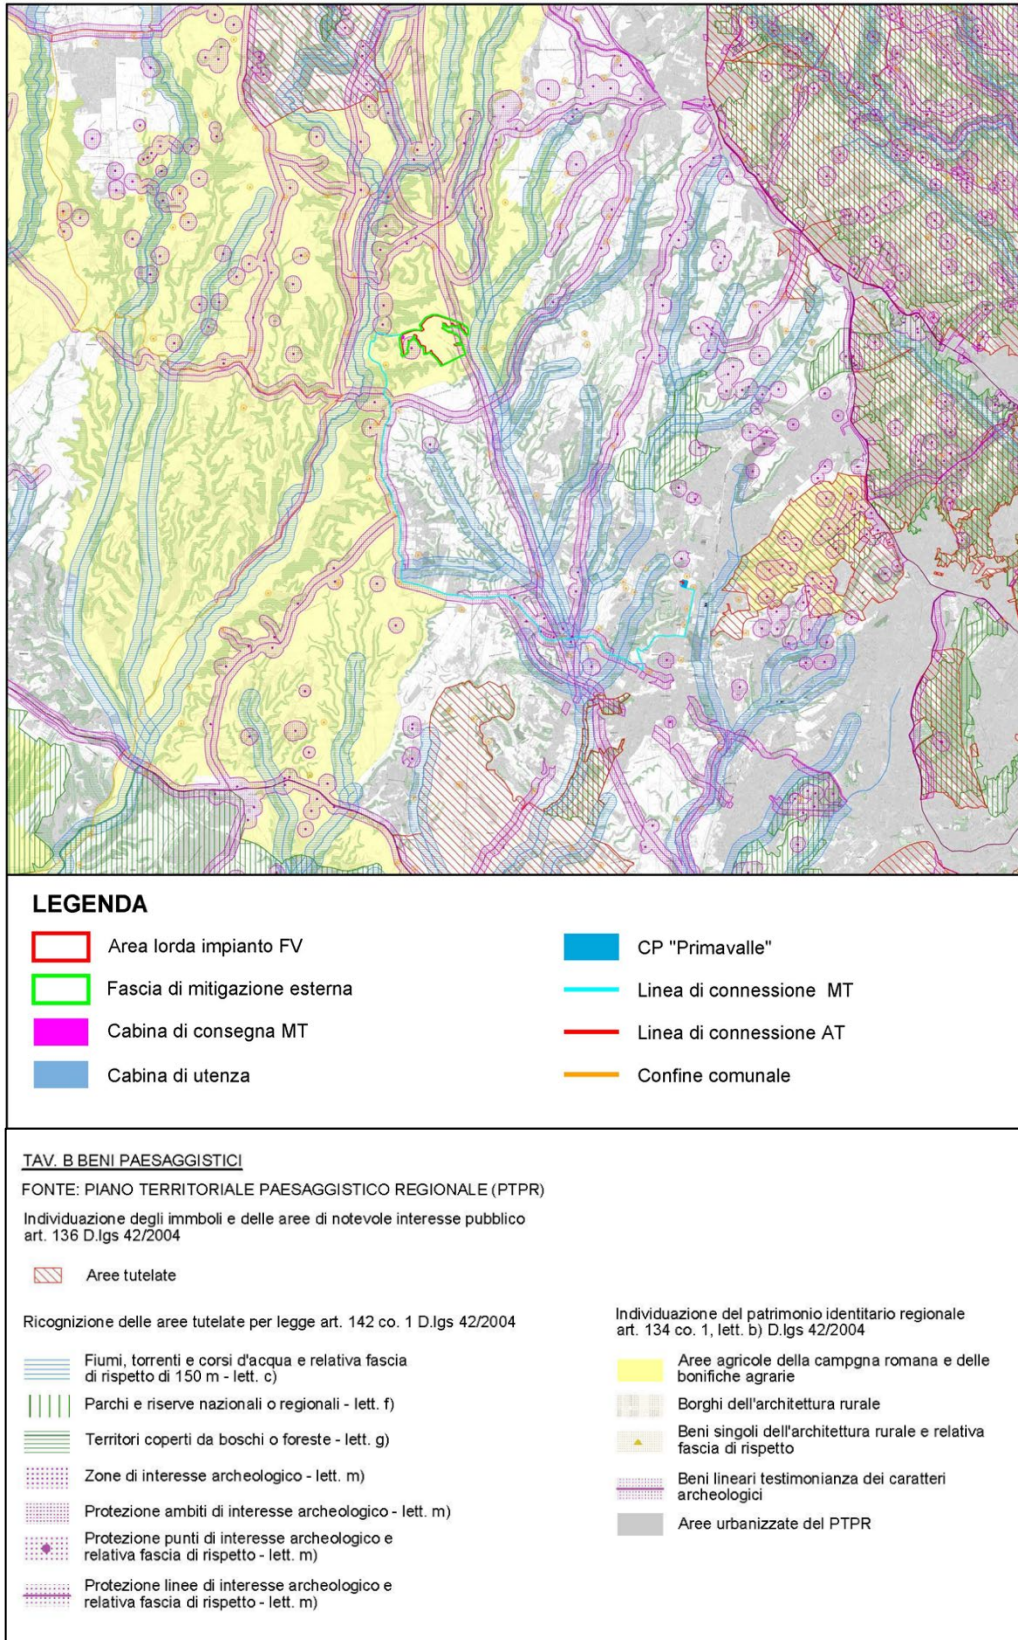 LEGENDA
Area lorda impianto FV
Fascia di mitigazione esterna
Cabina di consegna MT
Cabina di utenza
CP "Primavalle"
Linea di connessione MT
Linea di connessione AT
Confine comunale
TAV. B BENI PAESAGGISTICI
FONTE: PIANO TERRITORIALE PAESAGGISTICO REGIONALE (PTPR)
Individuazione degli immboli e delle aree di notevole interesse pubblico
art. 136 D.lgs 42/2004
Aree tutelate
Ricognizione delle aree tutelate per legge art. 142 co. 1 D.lgs 42/2004
Fiumi, torrenti e corsi d'acqua e relativa fascia
di rispetto di 150 m - lett. c)
Parchi e riserve nazionali o regionali - lett. f)
Territori coperti da boschi o foreste - lett. g)
Zone di interesse archeologico - lett. m)
Protezione ambiti di interesse archeologico - lett. m)
Protezione punti di interesse archeologico e
relativa fascia di rispetto - lett. m)
Protezione linee di interesse archeologico e
relativa fascia di rispetto - lett. m)
Individuazione del patrimonio identitario regionale
art. 134 co. 1, lett. b) D.lgs 42/2004
Aree agricole della campgna romana e delle
bonifiche agrarie
Borghi dell'architettura rurale
Beni singoli dell'architettura rurale e relativa
fascia di rispetto
Beni lineari testimonianza dei caratteri
archeologici
Aree urbanizzate del PTPR